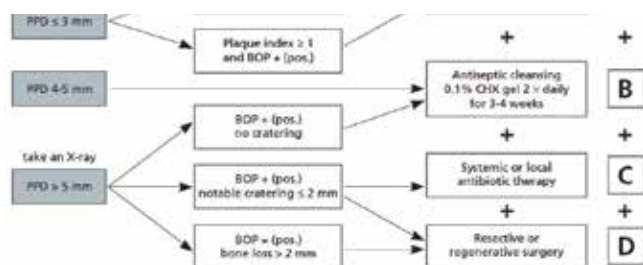 PPD ≤ 3 mm
Plaque index ≥ 1
and BOP + (pos.)
+
+
PPD 4-5 mm
Antiseptic cleansing
0.1% CHX gel 2 × daily
for 3-4 weeks
B
BOP + (pos.)
no cratering
+
+
take an X-ray
PPD > 5 mm
BOP + (pos.)
notable cratering ≤ 2 mm
Systemic or local
antibiotic therapy
C
+
+
BOP + (pos.)
bone loss > 2 mm
Resective or
regenerative surgery
D